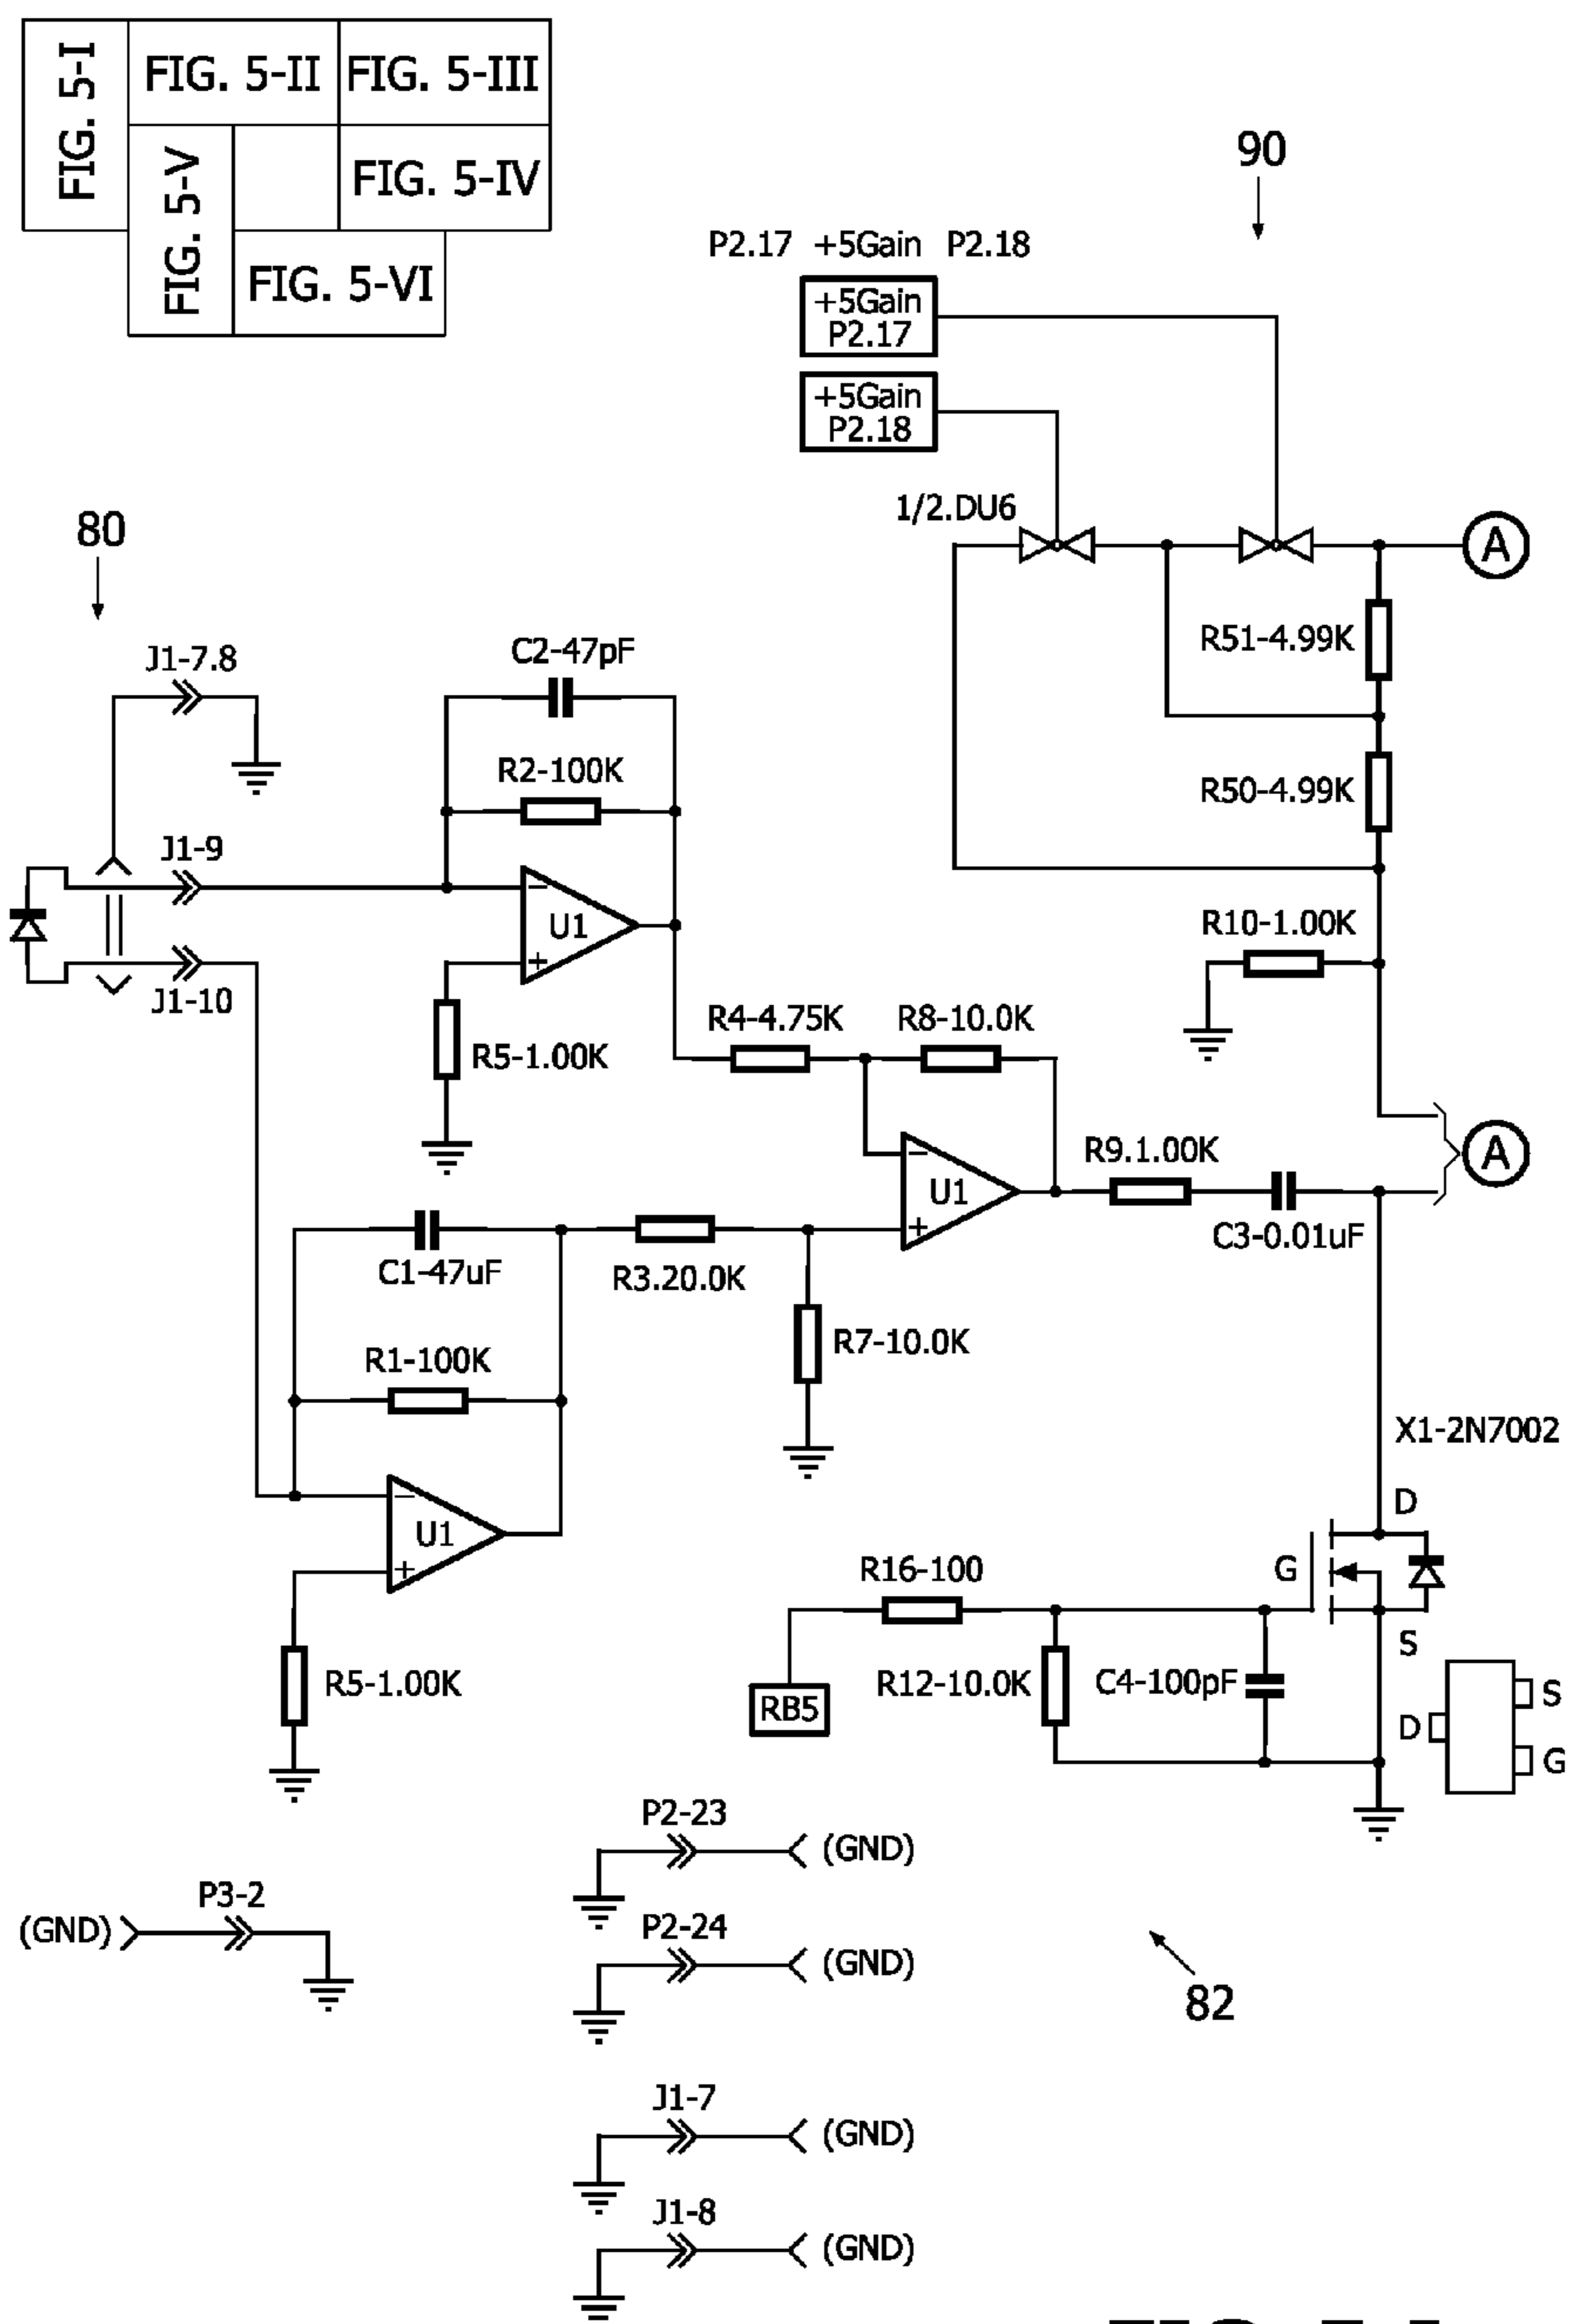 FIG. 5-I
FIG. 5-II
FIG. 5-III
FIG. 5-V
FIG. 5-IV
FIG. 5-VI
90
P2.17 +5Gain P2.18
+5Gain
P2.17
+5Gain
P2.18
1/2.DU6
A
80
J1-7.8
C2-47pF
R51-4.99K
R2-100K
R50-4.99K
J1-9
U1
R10-1.00K
J1-10
R5-1.00K
R4-4.75K
R8-10.0K
U1
R9.1.00K
A
C3-0.01uF
C1-47uF
R3.20.0K
R7-10.0K
R1-100K
X1-2N7002
U1
D
G
S
R16-100
R5-1.00K
RB5
R12-10.0K
C4-100pF
S
D
G
P2-23
(GND)
P3-2
(GND)
P2-24
(GND)
82
J1-7
(GND)
J1-8
(GND)